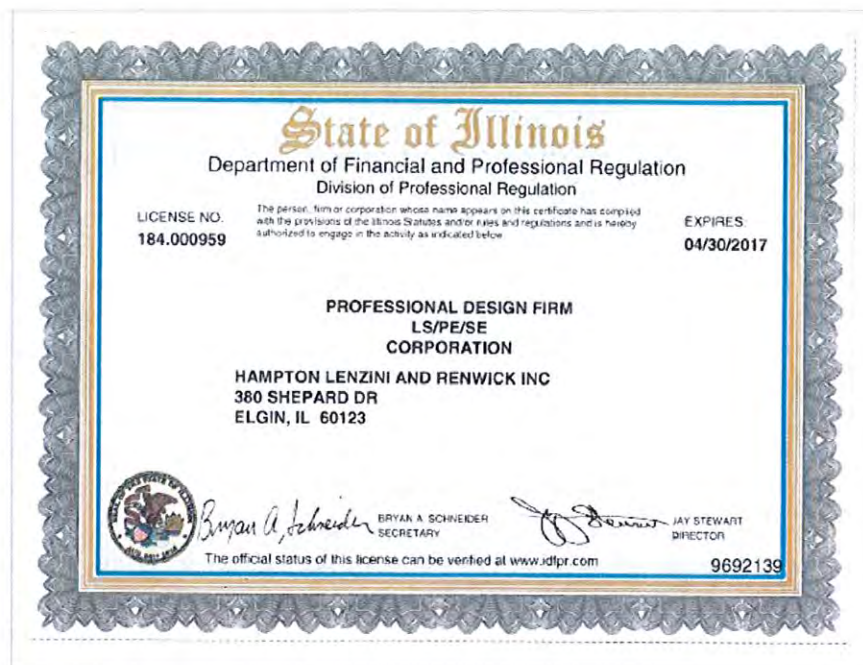 State of Illinois
Department of Financial and Professional Regulation
Division of Professional Regulation
LICENSE NO.
184.000959
The person, firm or corporation whose name appears on this certificate has complied
with the provisions of the Illinois Statutes and/or rules and regulations and is hereby
authorized to engage in the activity as indicated below
EXPIRES:
04/30/2017
PROFESSIONAL DESIGN FIRM
LS/PE/SE
CORPORATION
HAMPTON LENZINI AND RENWICK INC
380 SHEPARD DR
ELGIN, IL 60123
Bryan A. Schneider
BRYAN A SCHNEIDER
SECRETARY
JAY STEWART
DIRECTOR
The official status of this license can be verified at www.idfpr.com
9692139